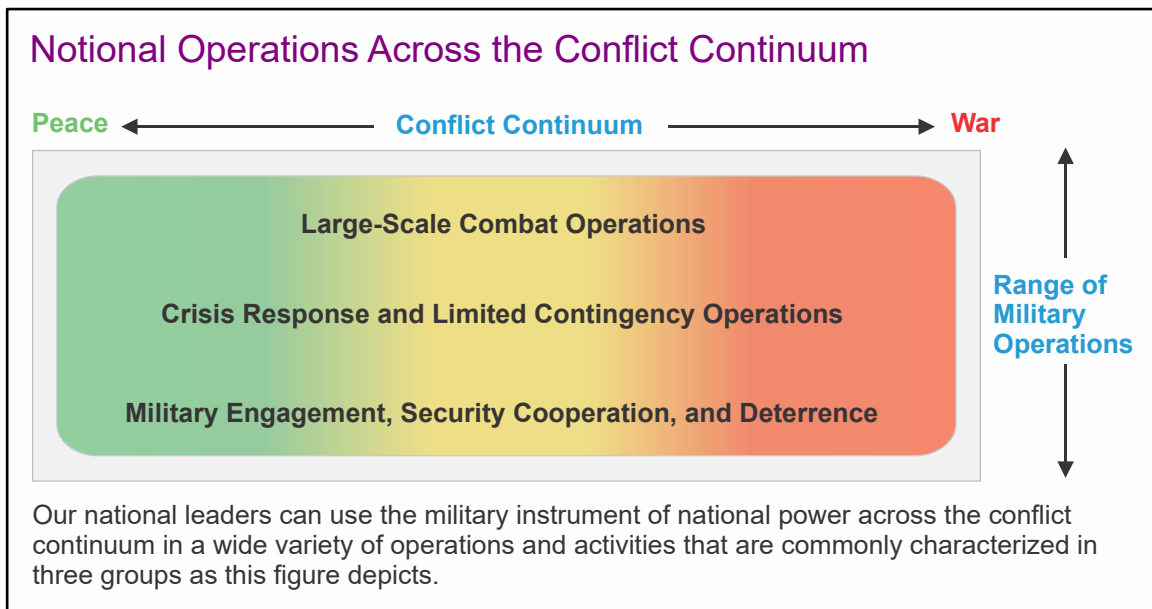 Notional Operations Across the Conflict Continuum
Peace
Conflict Continuum
War
Large-Scale Combat Operations
Crisis Response and Limited Contingency Operations
Military Engagement, Security Cooperation, and Deterrence
Range of
Military
Operations
Our national leaders can use the military instrument of national power across the conflict
continuum in a wide variety of operations and activities that are commonly characterized in
three groups as this figure depicts.